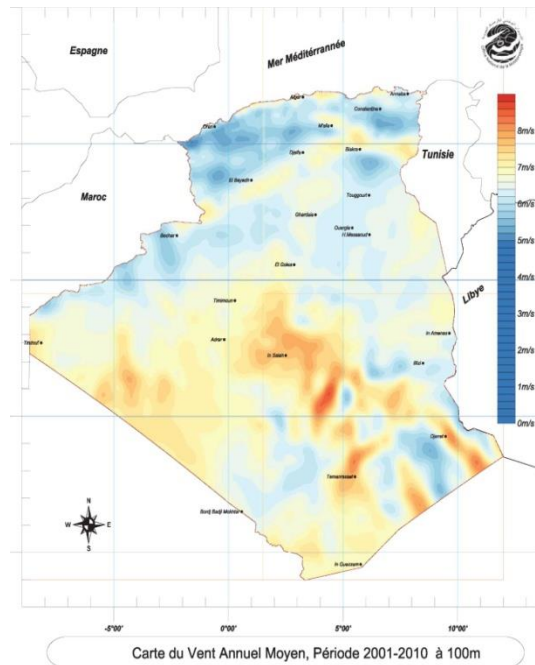 Espagne
Mer Méditérrannée
Alger
Annaba
Constantine
Oran
M'sila
Biskra
Djelfa
Tunisie
El Bayadh
Maroc
Touggourt
Ghardaia
Ouargla
H.Messaoud
Bechar
El Golea
Libye
Timimoun
In Amenas
Tindouf
Adrar
In Salah
Illizi
Djanet
Tamanrasset
Bordj Badji Mokhtar
In Guezzam
8m/s
7m/s
6m/s
5m/s
4m/s
3m/s
2m/s
1m/s
0m/s
N
W E
S
-5°00' 0°00' 5°00' 10°00'
Carte du Vent Annuel Moyen, Période 2001-2010 à 100m